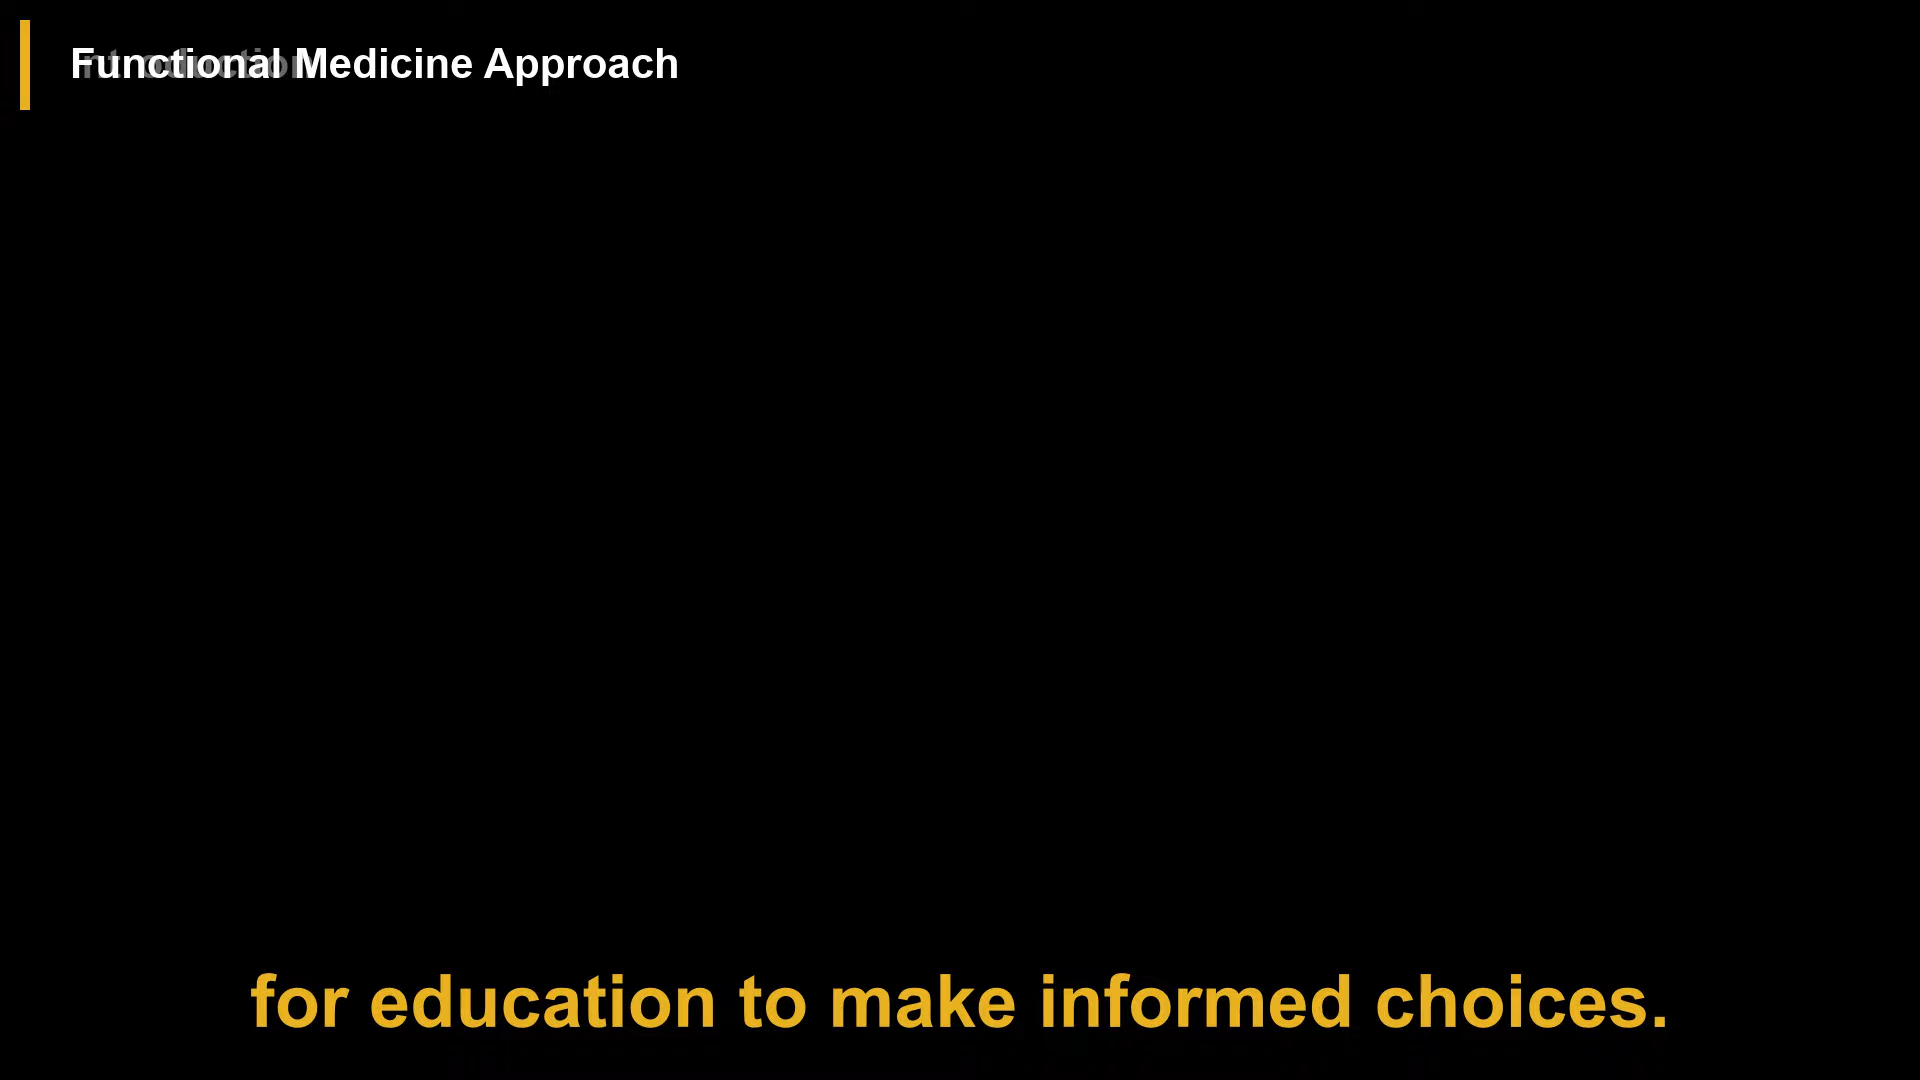 Functional Medicine Approach
for education to make informed choices.